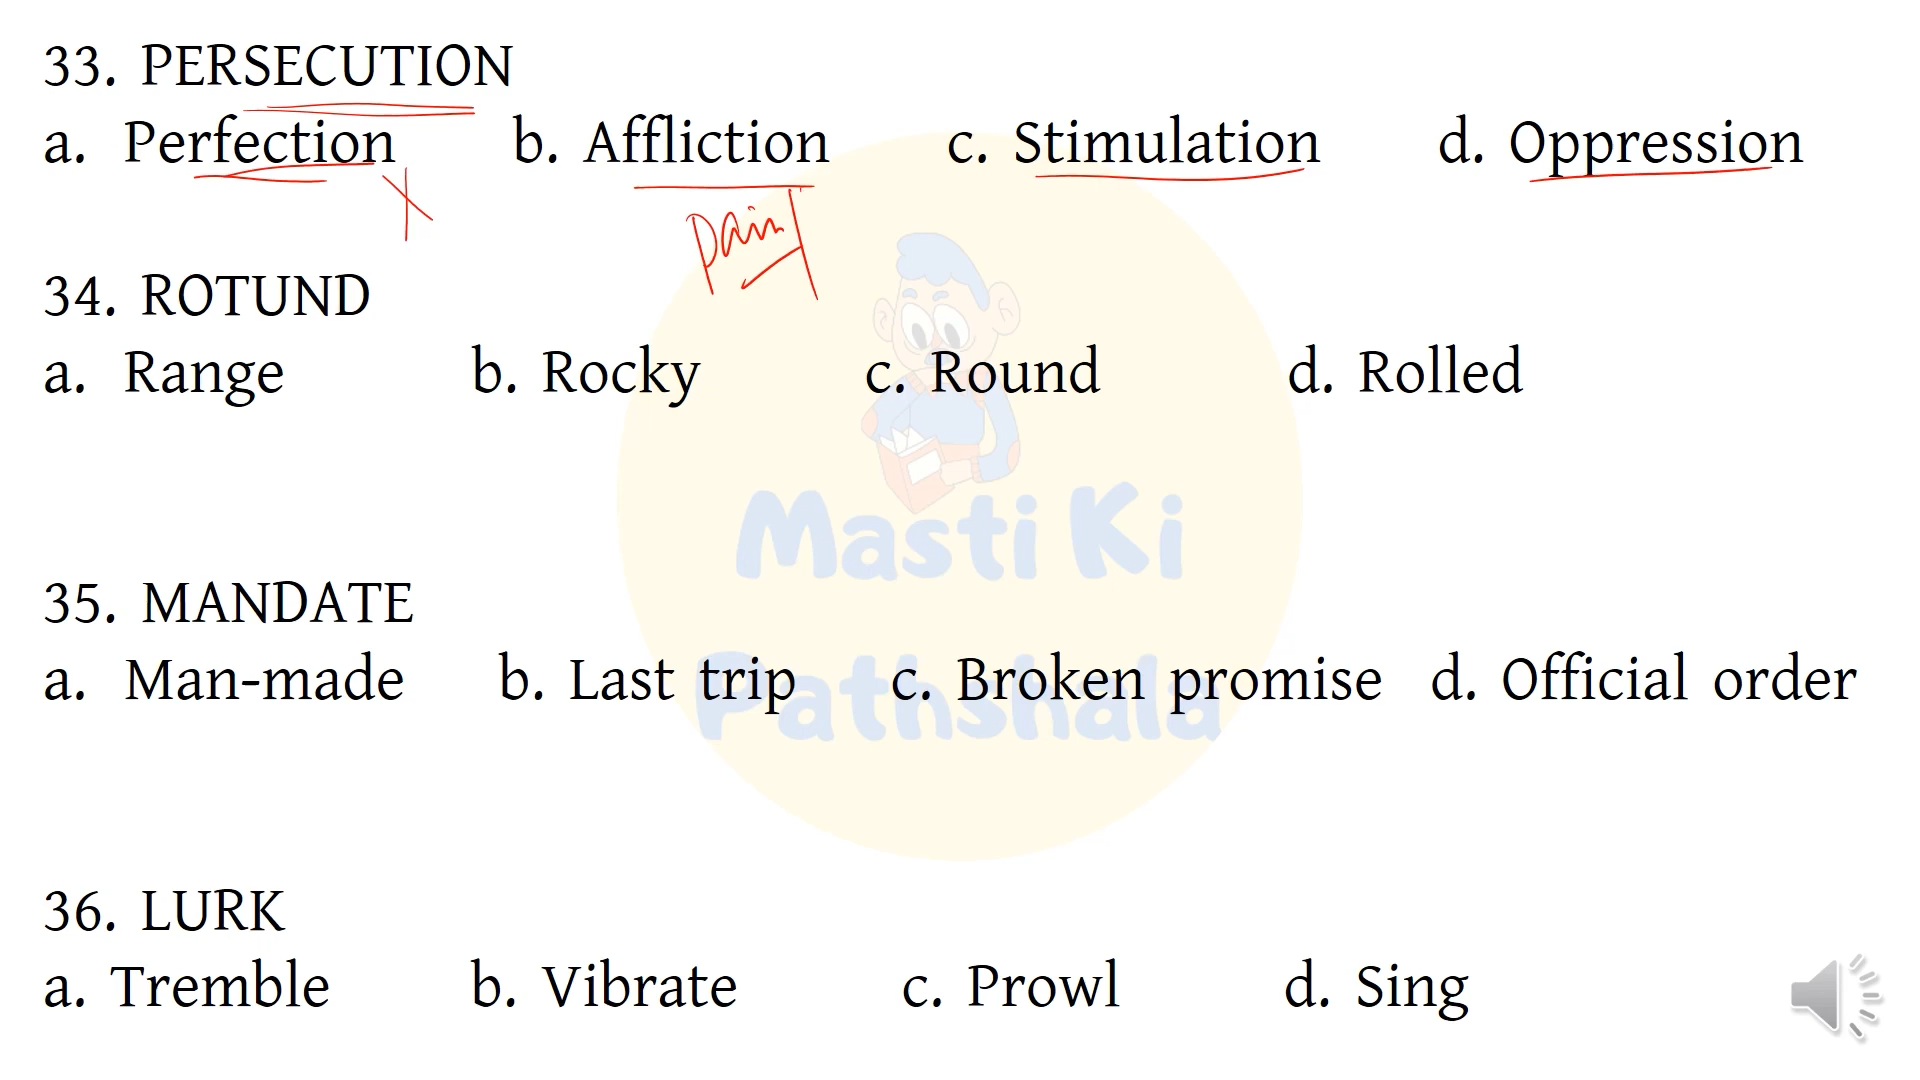 33. PERSECUTION
a. Perfection b. Affliction c. Stimulation d. Oppression
pain
34. ROTUND
a. Range b. Rocky c. Round d. Rolled
Masti Ki
35. MANDATE
a. Man-made b. Last trip c. Broken promise d. Official order
Pathshala
36. LURK
a. Tremble b. Vibrate c. Prowl d. Sing